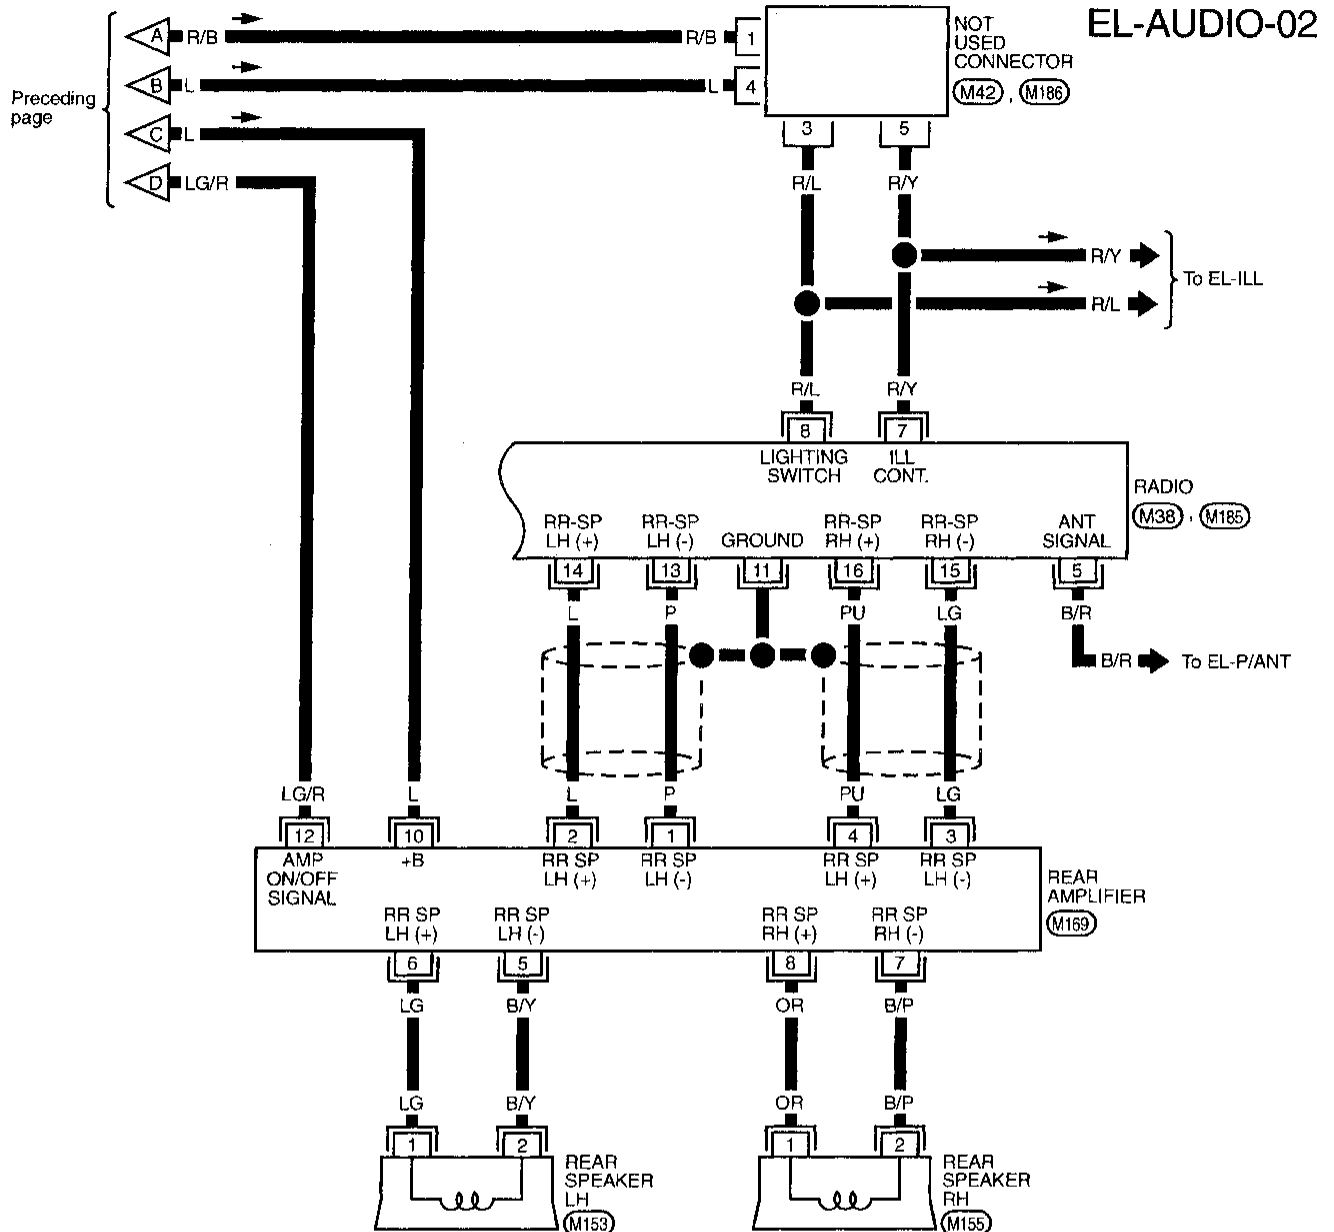 EL-AUDIO-02
Preceding
page
A R/B R/B 1
B L L 4
C L
D LG/R
NOT
USED
CONNECTOR
M42 , M186
3 5
R/L R/Y
R/Y
R/L
To EL-ILL
R/L R/Y
8 7
LIGHTING
SWITCH
ILL
CONT.
RADIO
M38 , M185
RR-SP
LH (+)
RR-SP
LH (-)
GROUND
RR-SP
RH (+)
RR-SP
RH (-)
ANT
SIGNAL
14 13 11 16 15 5
L P PU LG B/R
B/R To EL-P/ANT
LG/R L L P PU LG
12 10 2 1 4 3
AMP
ON/OFF
SIGNAL
+B
RR SP
LH (+)
RR SP
LH (-)
RR SP
LH (+)
RR SP
LH (-)
REAR
AMPLIFIER
M169
RR SP
LH (+)
RR SP
LH (-)
RR SP
RH (+)
RR SP
RH (-)
6 5 8 7
LG B/Y OR B/P
LG B/Y OR B/P
1 2 1 2
REAR
SPEAKER
LH
M153
REAR
SPEAKER
RH
M155